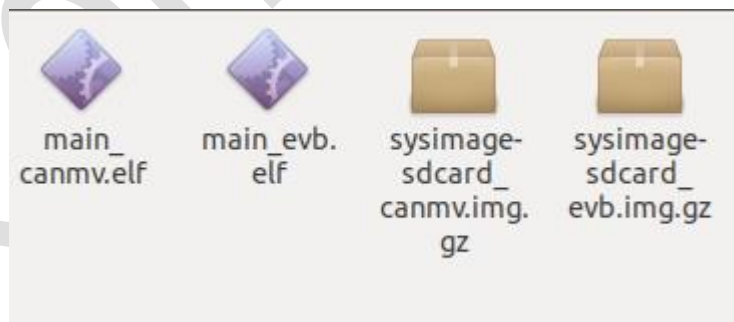 main_
canmv.elf
main_evb.
elf
sysimage-
sdcard_
canmv.img.
gz
sysimage-
sdcard_
evb.img.gz